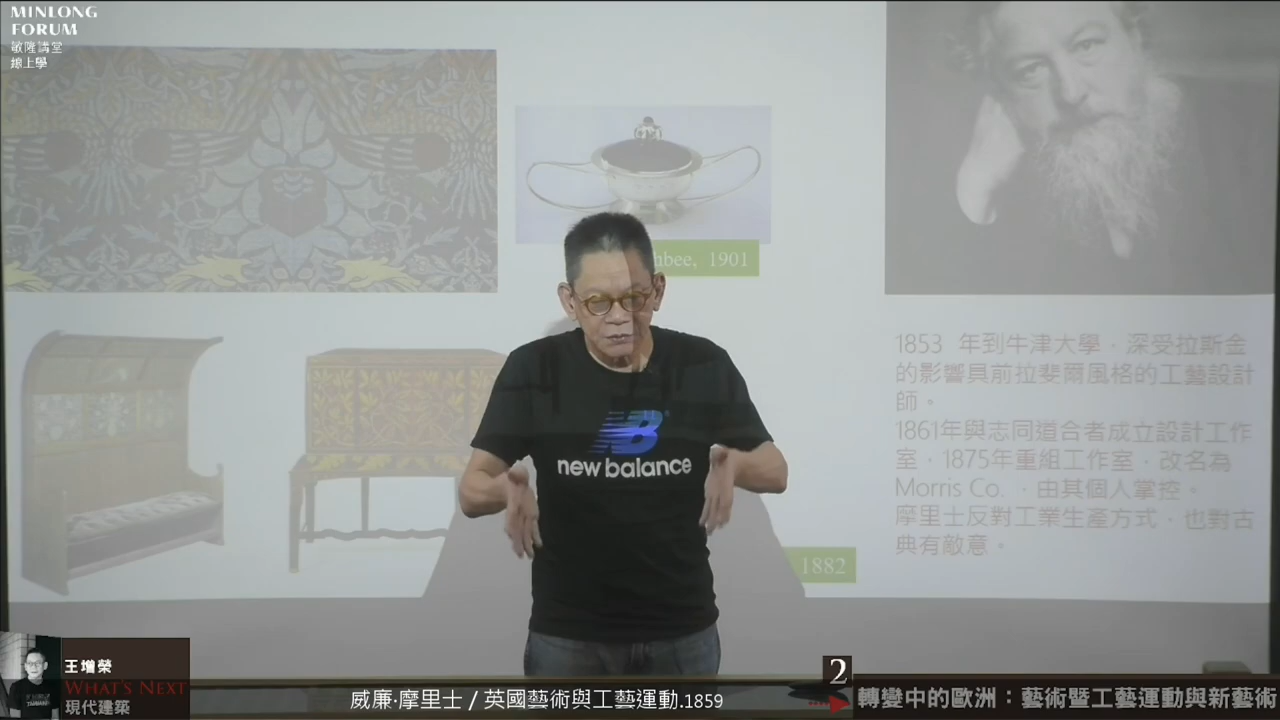 MINLONG
FORUM
敏隆講堂
線上學
bee, 1901
1853 年到牛津大學，深受拉斯金
的影響具前拉斐爾風格的工藝設計
師。
1861年與志同道合者成立設計工作
室，1875年重組工作室，改名為
Morris Co. ，由其個人掌控。
摩里士反對工業生產方式，也對古
典有敵意。
1882
new balance
王增榮
WHAT'S NEXT
現代建築
威廉·摩里士 / 英國藝術與工藝運動.1859
2
轉變中的歐洲：藝術暨工藝運動與新藝術